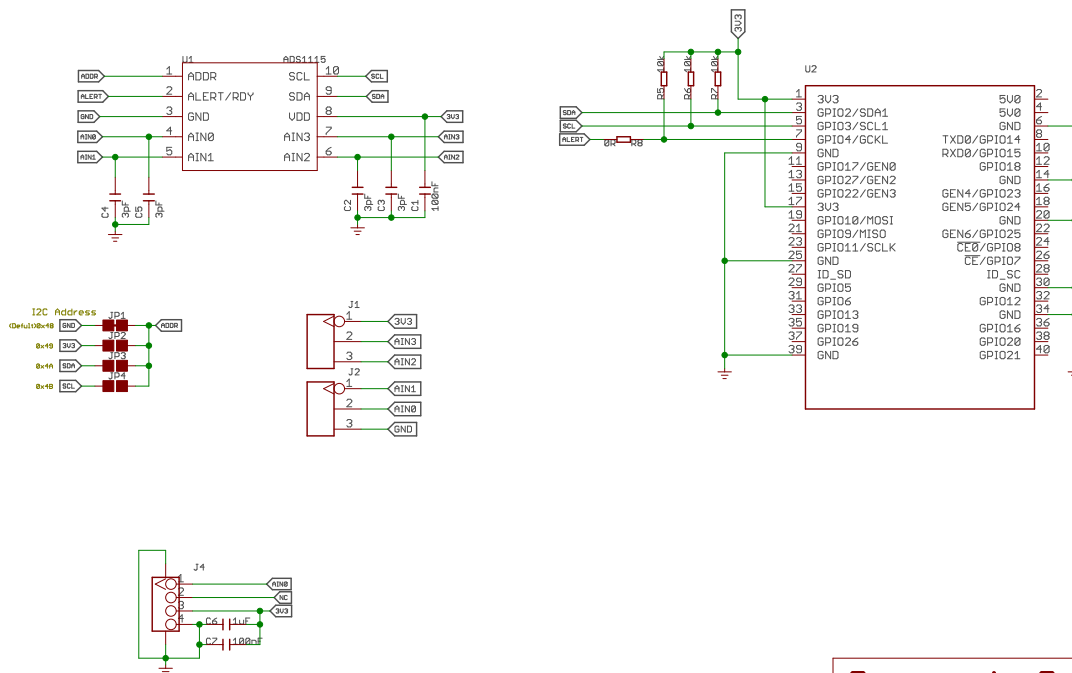 3V3
U1 ADS1115
ADDR 1 ADDR SCL 10 SCL
ALERT 2 ALERT/RDY SDA 9 SDA
GND 3 GND VDD 8 3V3
AIN0 4 AIN0 AIN3 7 AIN3
AIN1 5 AIN1 AIN2 6 AIN2
C4 3pF C5 3pF C2 3pF C3 3pF C1 100nF
R5 10k R6 10k R7 10k
SDA
SCL
ALERT 0R R8
U2
1 3V3 5V0 2
3 GPIO2/SDA1 5V0 4
5 GPIO3/SCL1 GND 6
7 GPIO4/GCKL TXD0/GPIO14 8
9 GND RXD0/GPIO15 10
11 GPIO17/GEN0 GPIO18 12
13 GPIO27/GEN2 GND 14
15 GPIO22/GEN3 GEN4/GPIO23 16
17 3V3 GEN5/GPIO24 18
19 GPIO10/MOSI GND 20
21 GPIO9/MISO GEN6/GPIO25 22
23 GPIO11/SCLK CE0/GPIO8 24
25 GND CE/GPIO7 26
27 ID_SD ID_SC 28
29 GPIO5 GND 30
31 GPIO6 GPIO12 32
33 GPIO13 GND 34
35 GPIO19 GPIO16 36
37 GPIO26 GPIO20 38
39 GND GPIO21 40
I2C Address
(Defult)0x48 GND JP1 ADDR
0x49 3V3 JP2
0x4A SDA JP3
0x4B SCL JP4
J1
1 3V3
2 AIN3
3 AIN2
J2
1 AIN1
2 AIN0
3 GND
J4
1 AIN0
2 NC
3 3V3
4 C6 1uF
C7 100nF